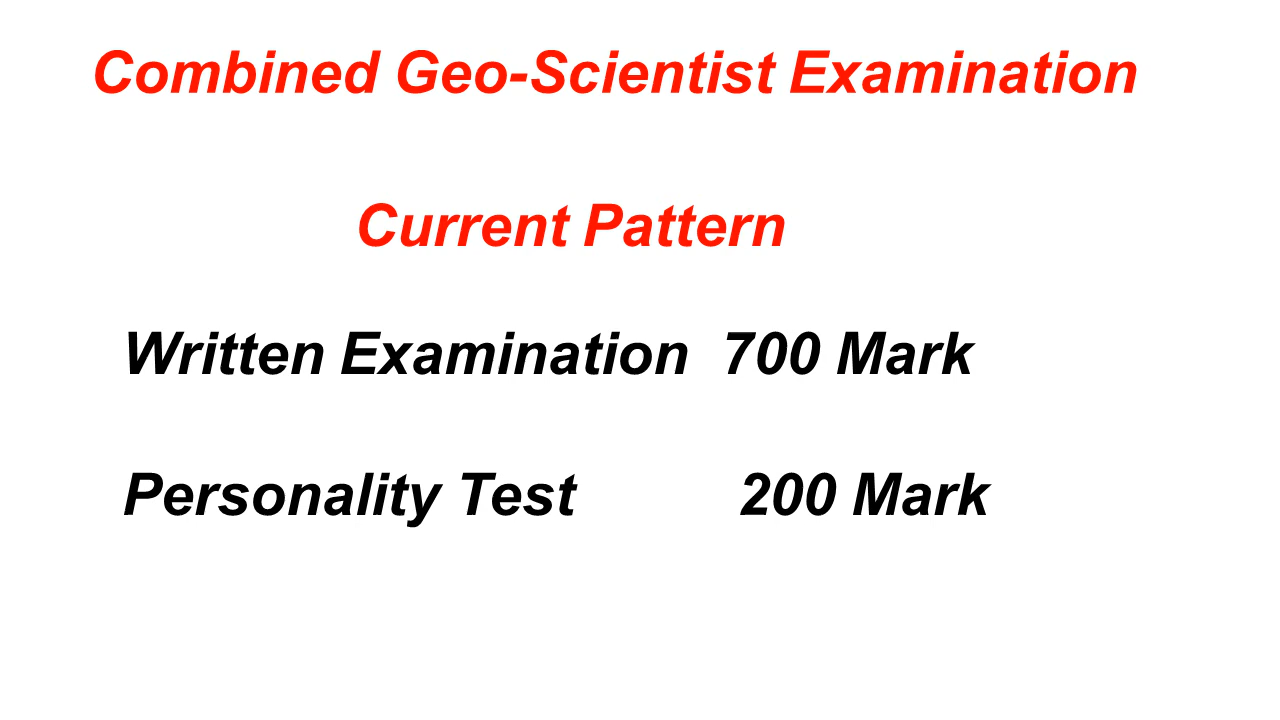 Combined Geo-Scientist Examination
Current Pattern
Written Examination 700 Mark
Personality Test 200 Mark